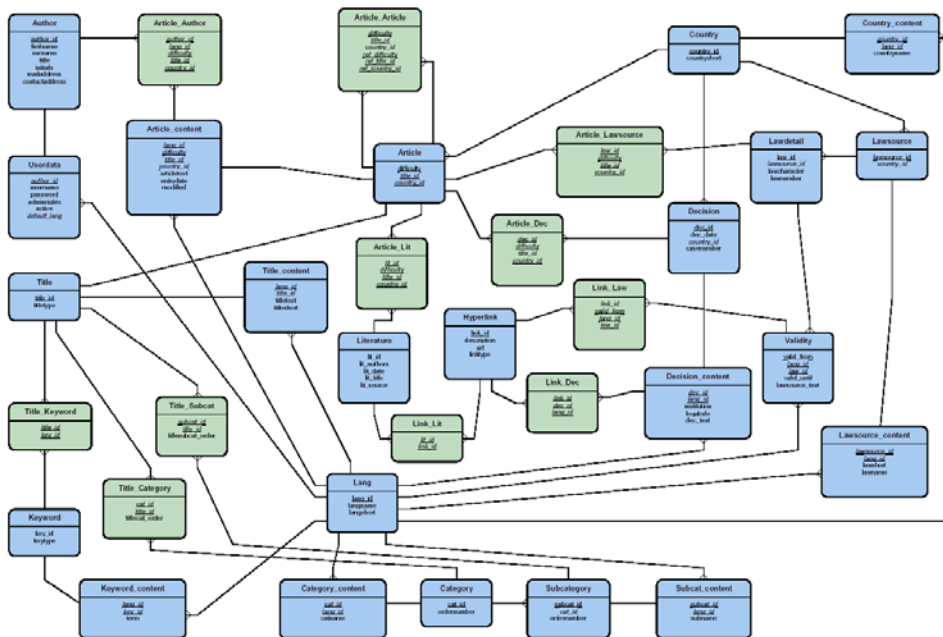 Author
author_id
firstname
surname
title
initials
mailaddress
contactaddress
Article_Author
author_id
lang_id
difficulty
title_id
country_id
Article_Article
difficulty
title_id
country_id
ref_difficulty
ref_title_id
ref_country_id
Country
country_id
countryshort
Country_content
country_id
lang_id
countryname
Article_content
lang_id
difficulty
title_id
country_id
articletext
entrydate
modified
Userdata
author_id
username
password
adminrights
active
default_lang
Article
difficulty
title_id
country_id
Article_Lawsource
law_id
difficulty
title_id
country_id
Lawdetail
law_id
lawsource_id
lawcharacter
lawnumber
Lawsource
lawsource_id
country_id
Decision
dec_id
dec_date
country_id
casenumber
Article_Dec
dec_id
difficulty
title_id
country_id
Article_Lit
lit_id
difficulty
title_id
country_id
Title
title_id
titletype
Title_content
lang_id
title_id
titletext
titleshort
Link_Law
link_id
valid_from
lang_id
law_id
Hyperlink
link_id
description
url
linktype
Literature
lit_id
lit_authors
lit_date
lit_title
lit_source
Validity
valid_from
lang_id
law_id
valid_until
lawsource_text
Link_Dec
link_id
dec_id
lang_id
Decision_content
dec_id
lang_id
institution
legalrule
dec_text
Title_Keyword
title_id
key_id
Title_Subcat
subcat_id
title_id
titlesubcat_order
Link_Lit
lit_id
link_id
Lawsource_content
lawsource_id
lang_id
lawshort
lawname
Title_Category
cat_id
title_id
titlecat_order
Lang
lang_id
langname
langshort
Keyword
key_id
keytype
Keyword_content
lang_id
key_id
term
Category_content
cat_id
lang_id
catname
Category
cat_id
ordernumber
Subcategory
subcat_id
cat_id
ordernumber
Subcat_content
subcat_id
lang_id
subname